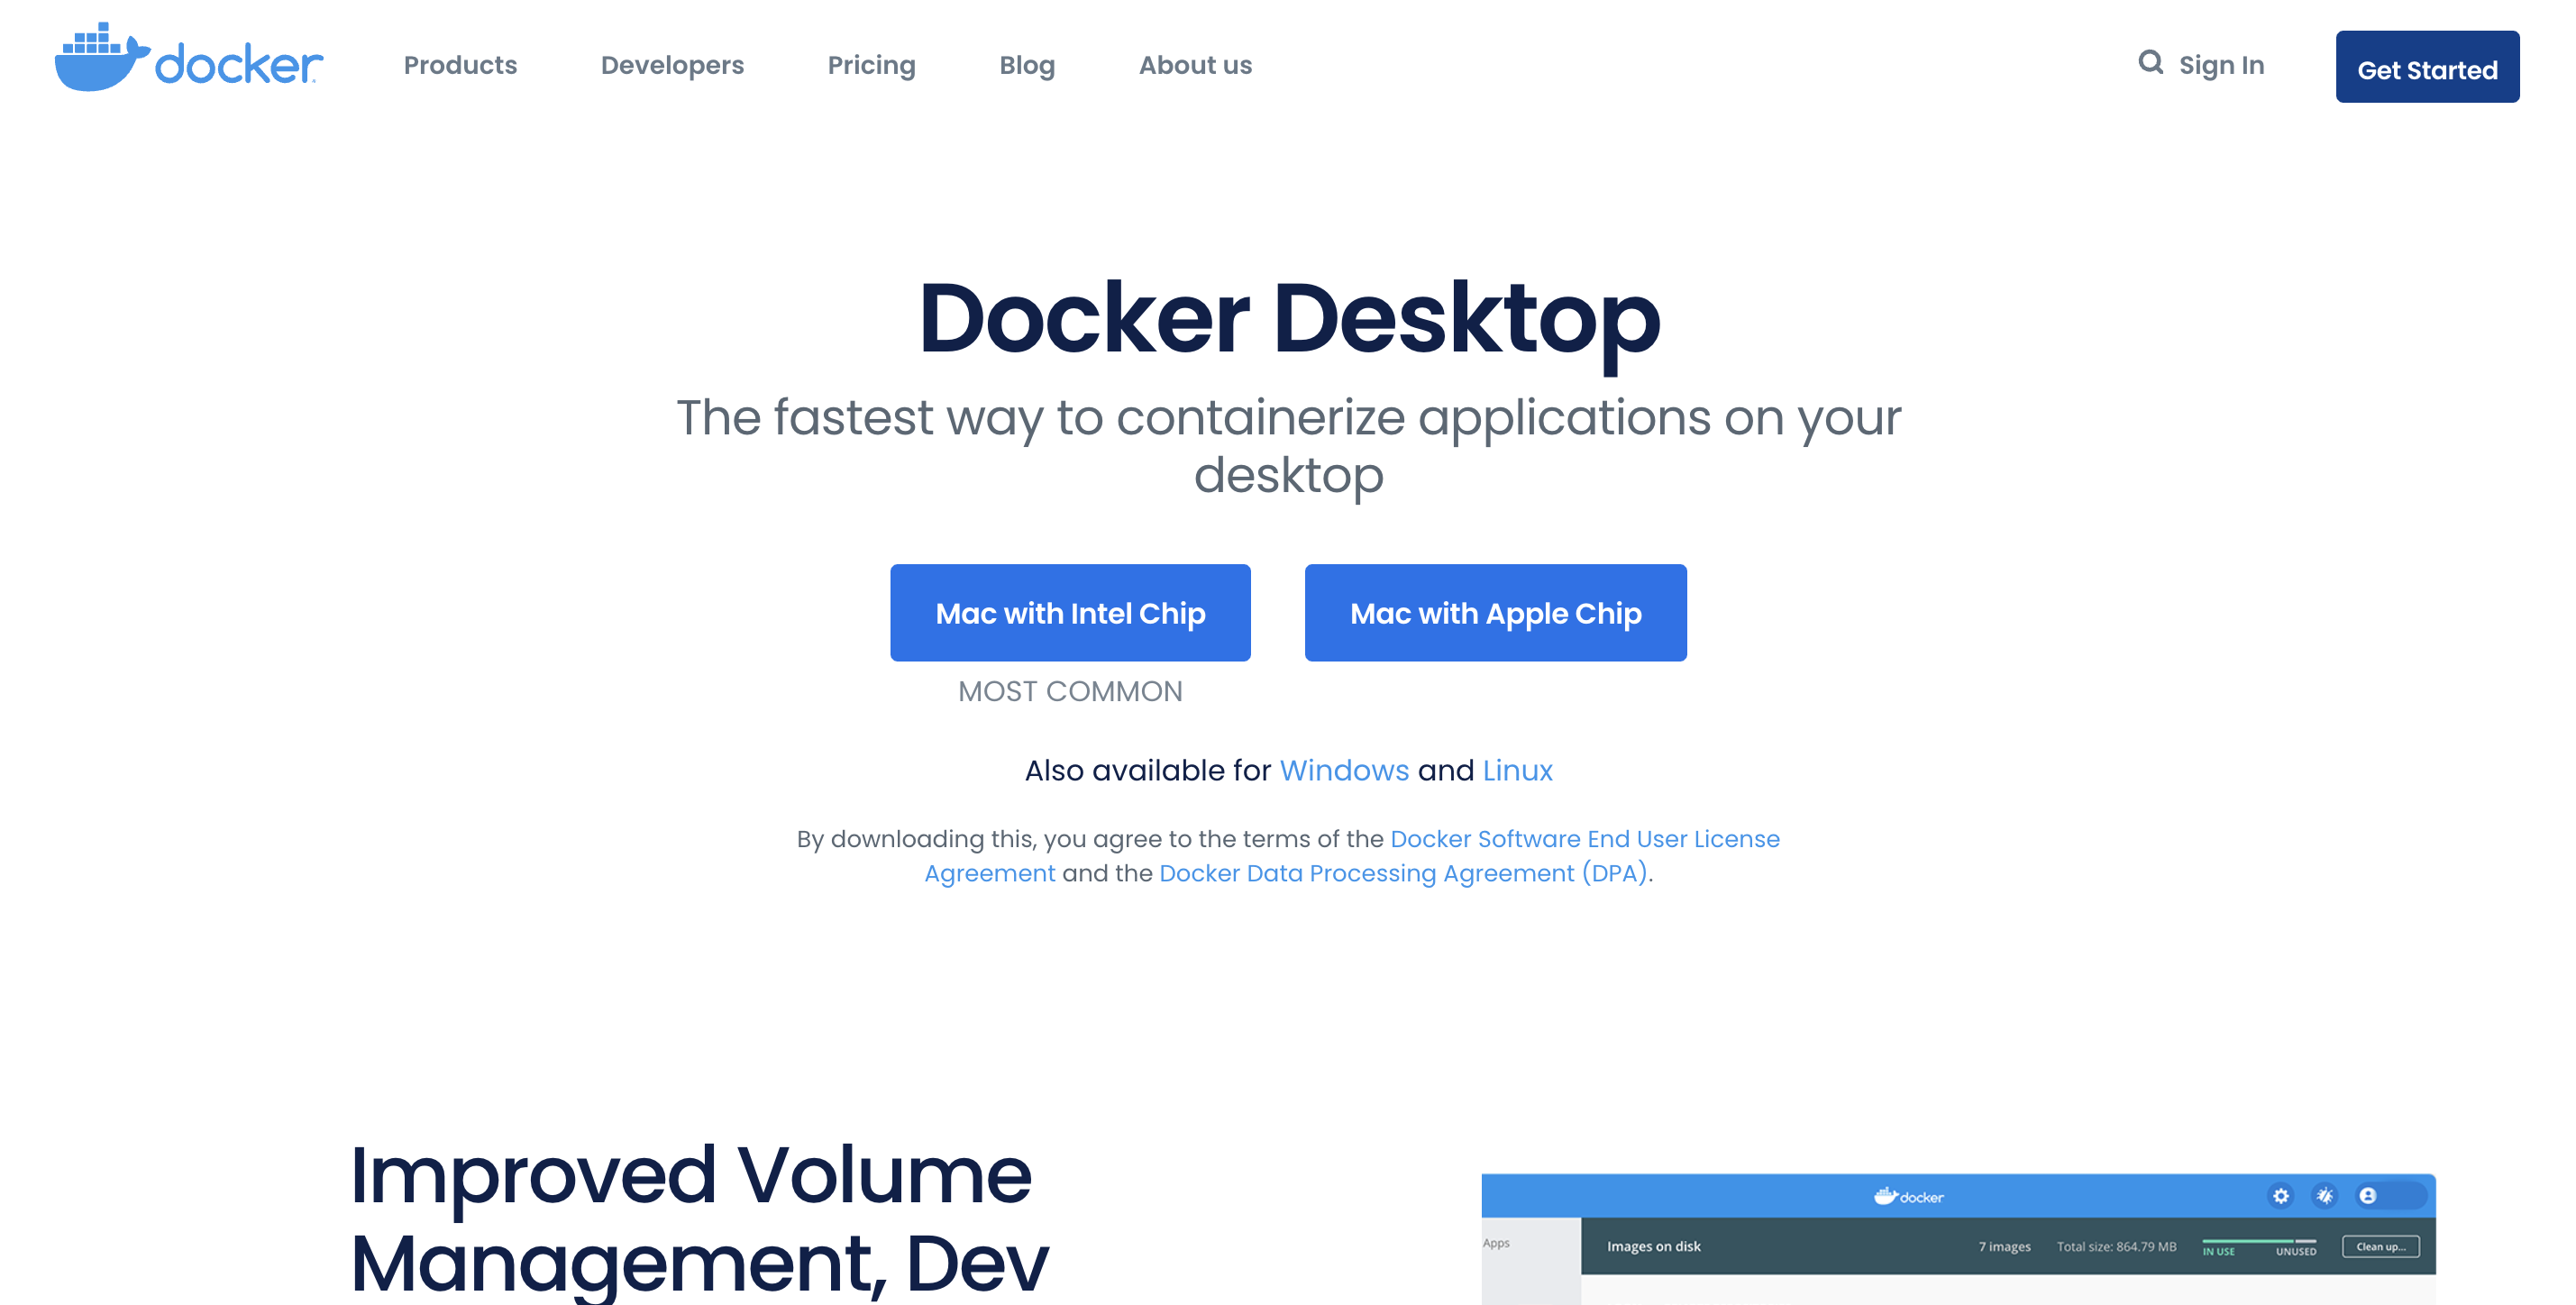 docker
Products
Developers
Pricing
Blog
About us
Sign In
Get Started
Docker Desktop
The fastest way to containerize applications on your
desktop
Mac with Intel Chip
Mac with Apple Chip
MOST COMMON
Also available for Windows and Linux
By downloading this, you agree to the terms of the Docker Software End User License
Agreement and the Docker Data Processing Agreement (DPA).
Improved Volume
Management, Dev
docker
Apps
Images on disk
7 images
Total size: 864.79 MB
IN USE
UNUSED
Clean up...